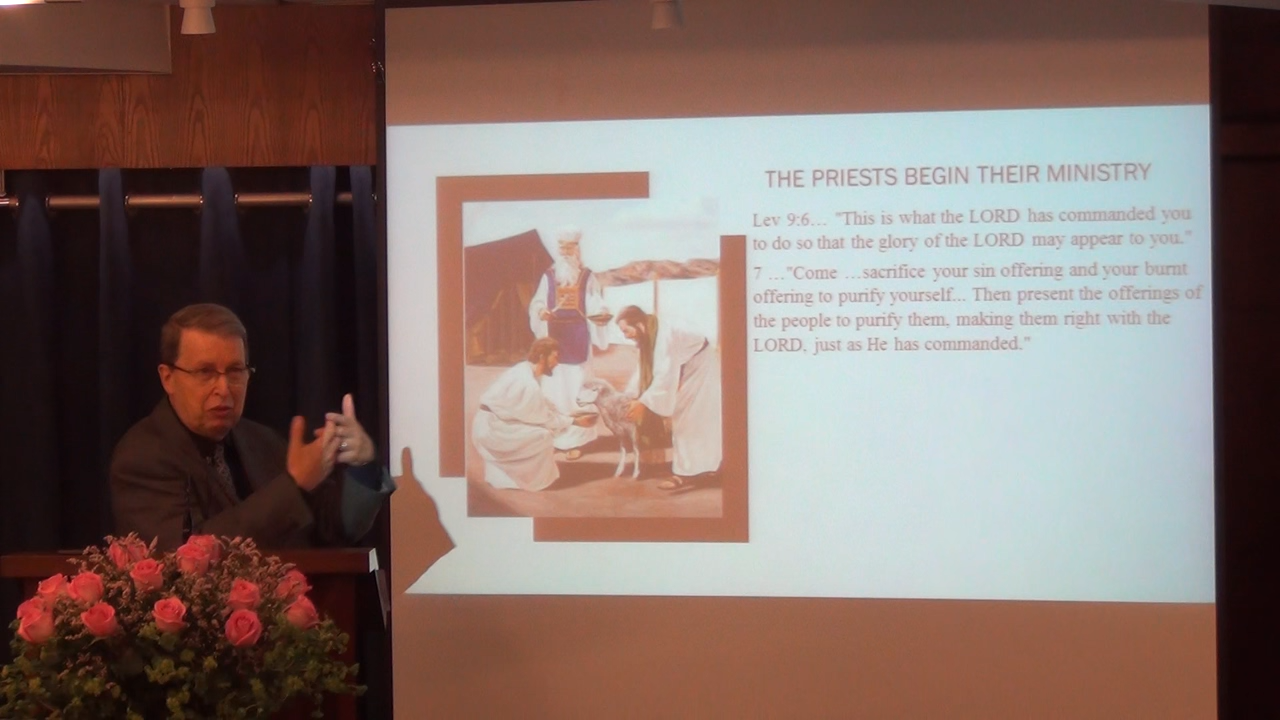 THE PRIESTS BEGIN THEIR MINISTRY
Lev 9:6... "This is what the LORD has commanded you
to do so that the glory of the LORD may appear to you."
7 ..."Come ...sacrifice your sin offering and your burnt
offering to purify yourself... Then present the offerings of
the people to purify them, making them right with the
LORD, just as He has commanded."